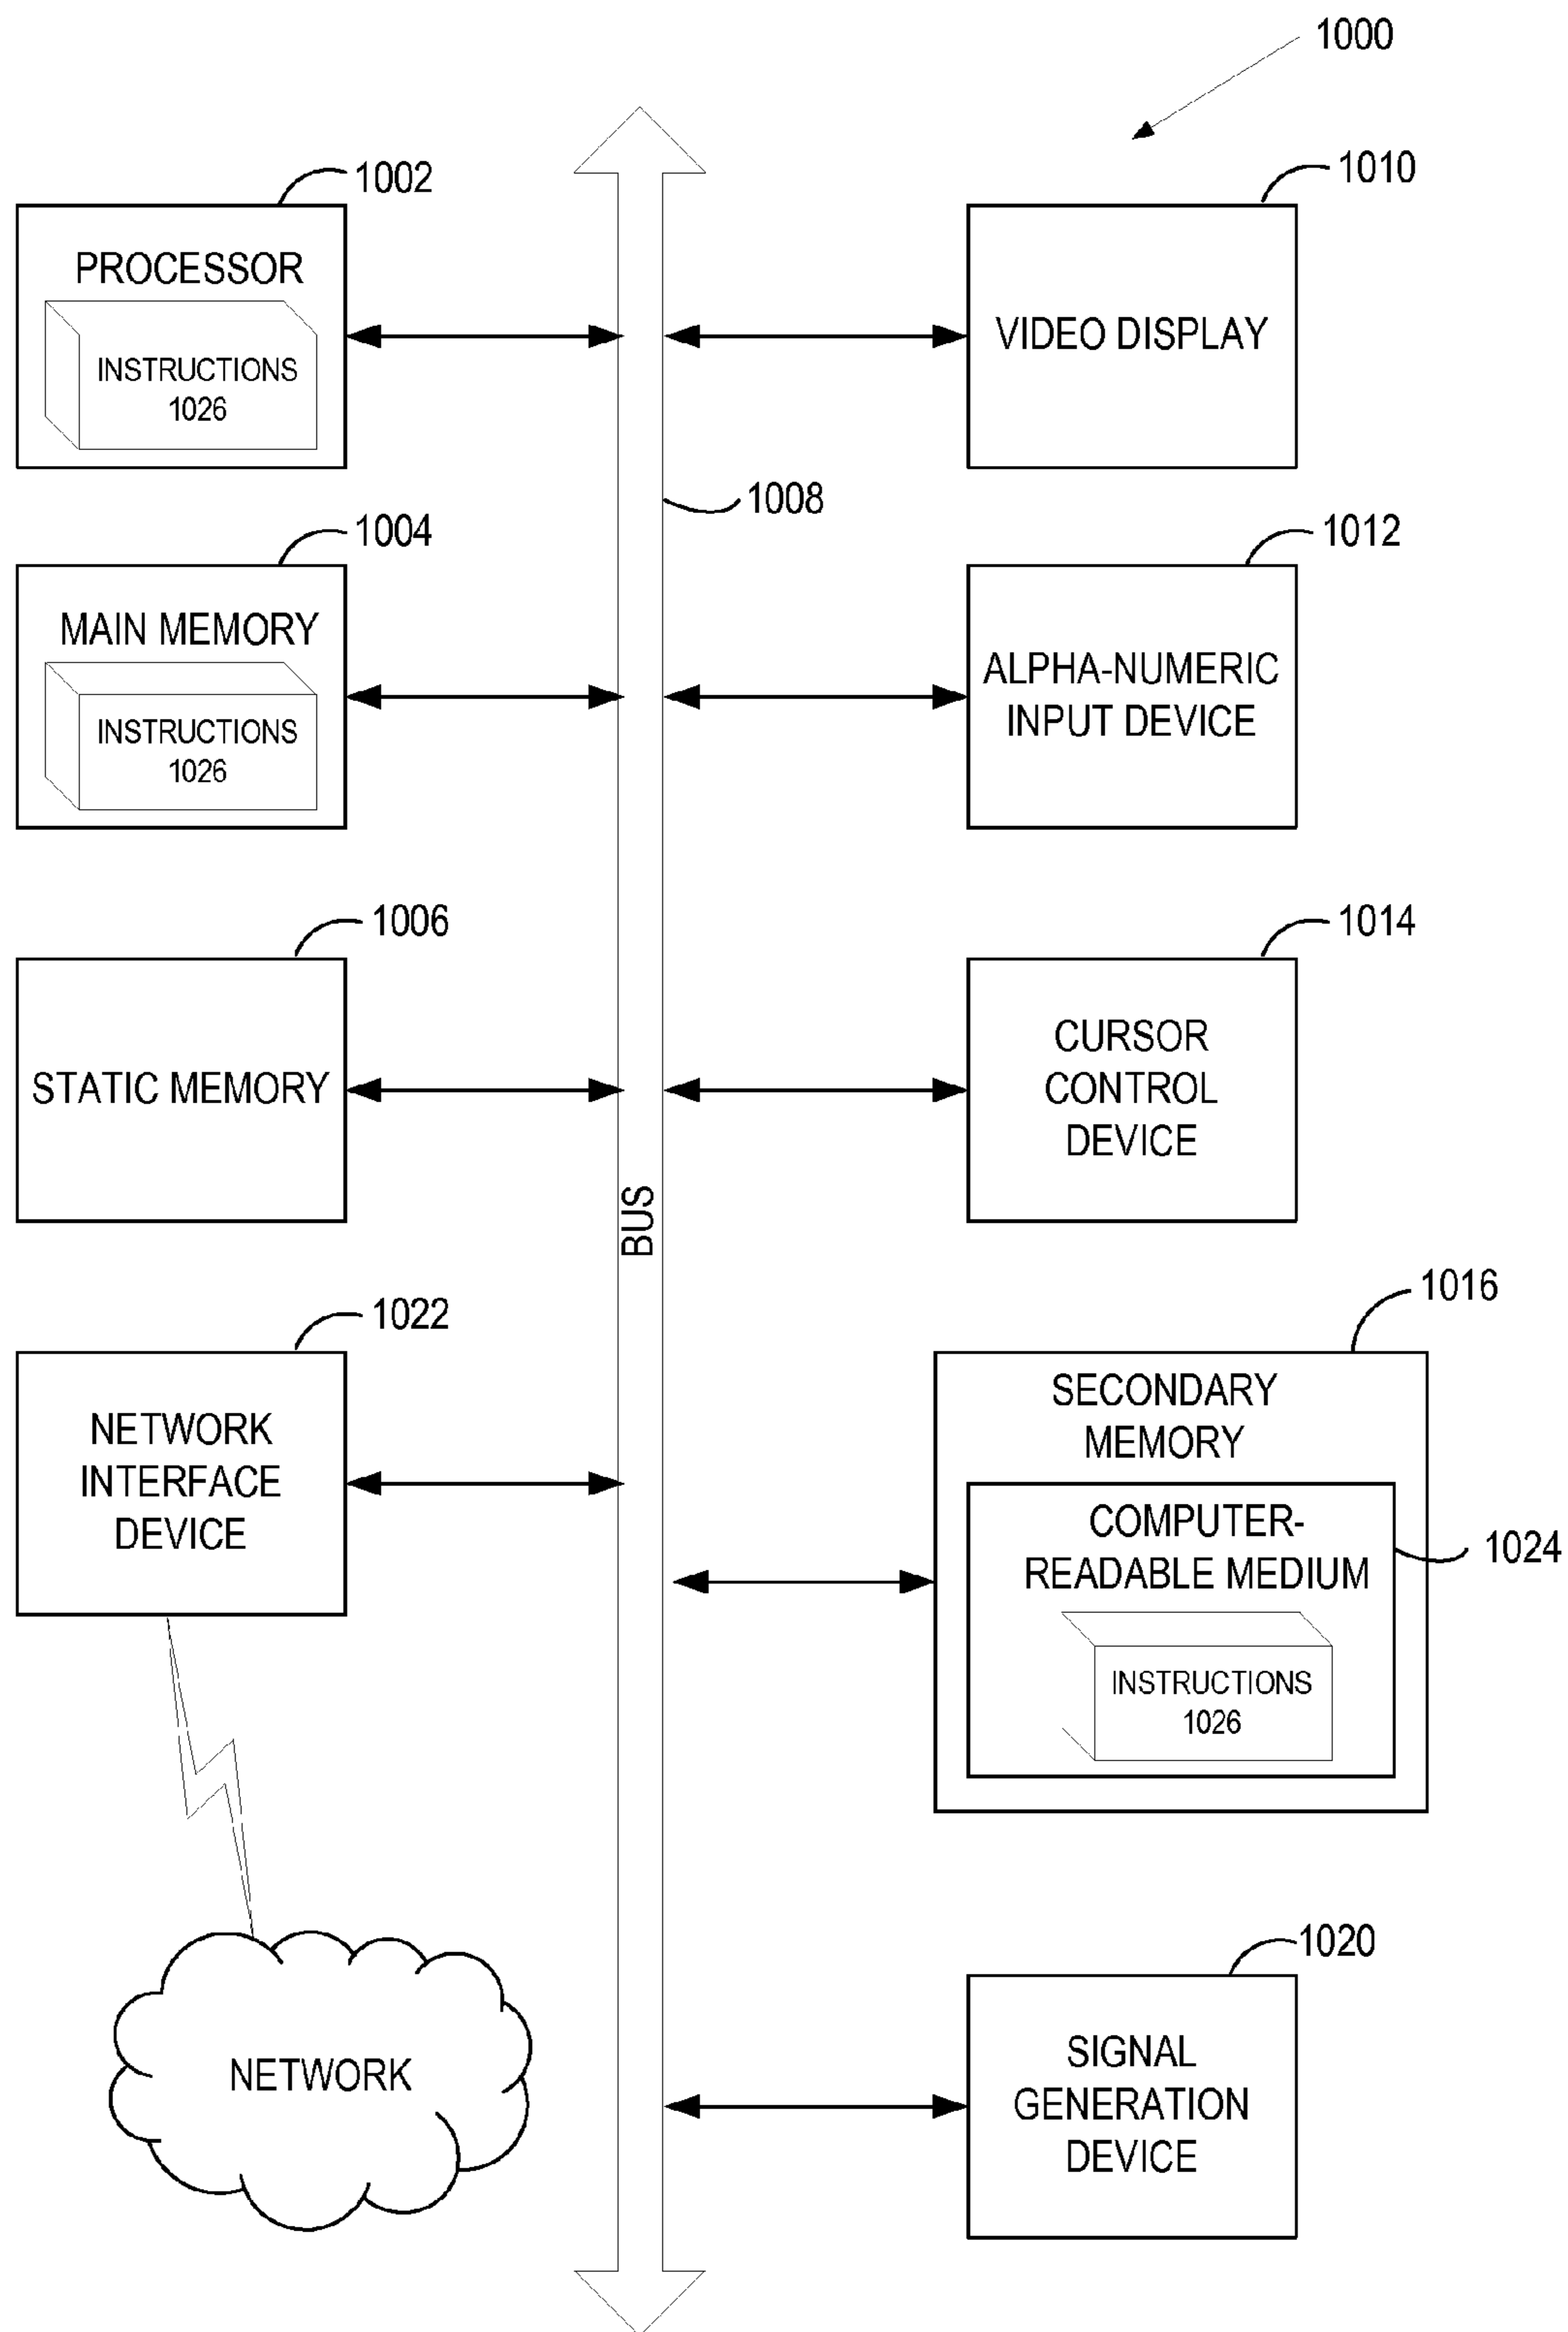 1000
1002
PROCESSOR
INSTRUCTIONS
1026
1010
VIDEO DISPLAY
1008
1004
MAIN MEMORY
INSTRUCTIONS
1026
1012
ALPHA-NUMERIC
INPUT DEVICE
1006
STATIC MEMORY
1014
CURSOR
CONTROL
DEVICE
BUS
1022
NETWORK
INTERFACE
DEVICE
1016
SECONDARY
MEMORY
COMPUTER-
READABLE MEDIUM
1024
INSTRUCTIONS
1026
NETWORK
1020
SIGNAL
GENERATION
DEVICE